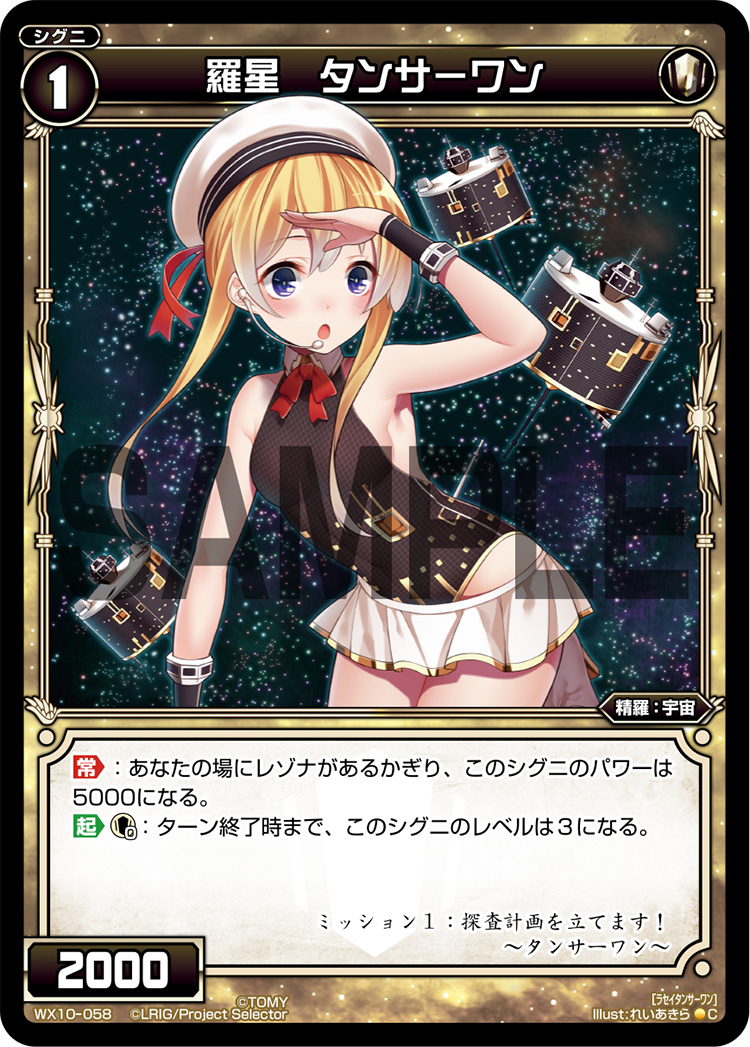 シグニ
1
羅星 タンサーワン
SAMPLE
精羅：宇宙
常：あなたの場にレゾナがあるかぎり、このシグニのパワーは
5000になる。
起 0：ターン終了時まで、このシグニのレベルは３になる。
ミッション１：探査計画を立てます！
～タンサーワン～
2000
WX10-058 ©LRIG/Project Selector
©TOMY
[ラセイタンサーワン]
Illust:れいあきら C